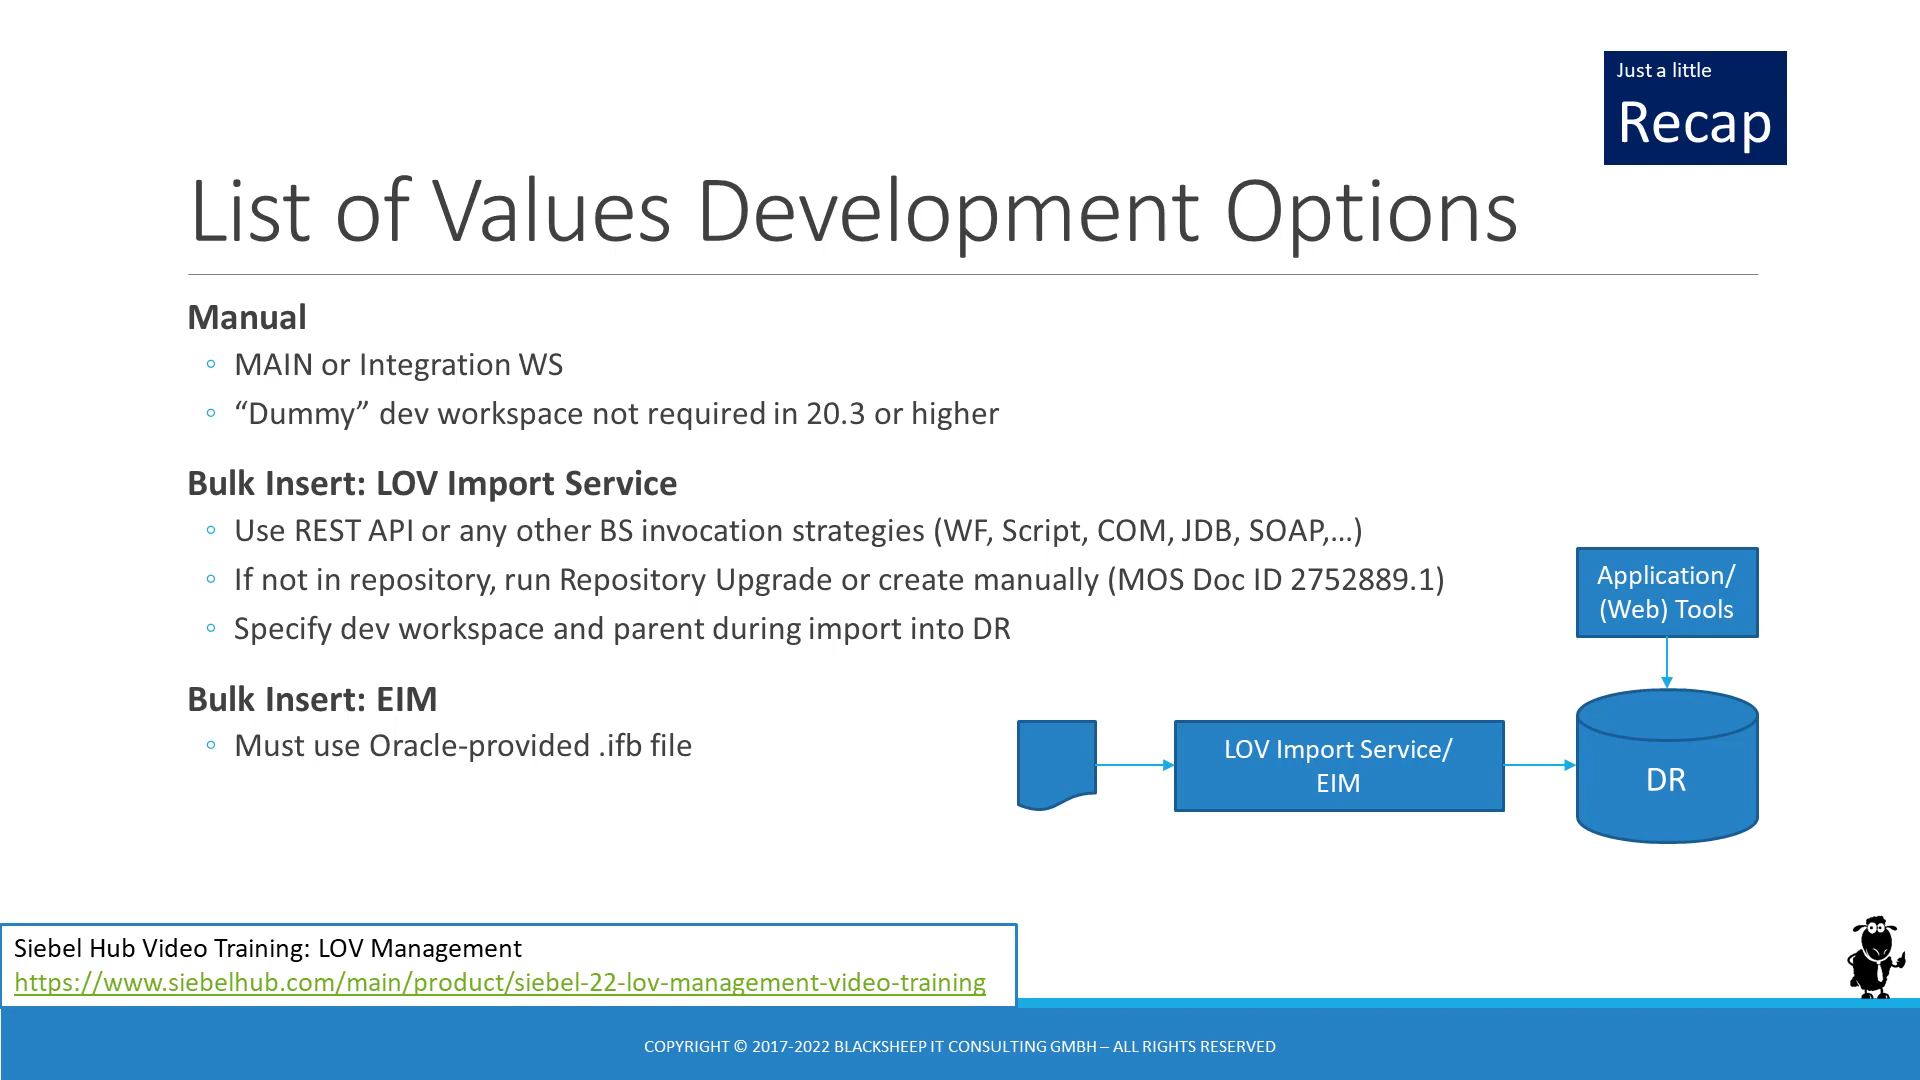 Just a little
Recap
List of Values Development Options
Manual
◦ MAIN or Integration WS
◦ “Dummy” dev workspace not required in 20.3 or higher
Bulk Insert: LOV Import Service
◦ Use REST API or any other BS invocation strategies (WF, Script, COM, JDB, SOAP,...)
◦ If not in repository, run Repository Upgrade or create manually (MOS Doc ID 2752889.1)
◦ Specify dev workspace and parent during import into DR
Bulk Insert: EIM
◦ Must use Oracle-provided .ifb file
Application/
(Web) Tools
LOV Import Service/
EIM
DR
Siebel Hub Video Training: LOV Management
https://www.siebelhub.com/main/product/siebel-22-lov-management-video-training
COPYRIGHT © 2017-2022 BLACKSHEEP IT CONSULTING GMBH – ALL RIGHTS RESERVED